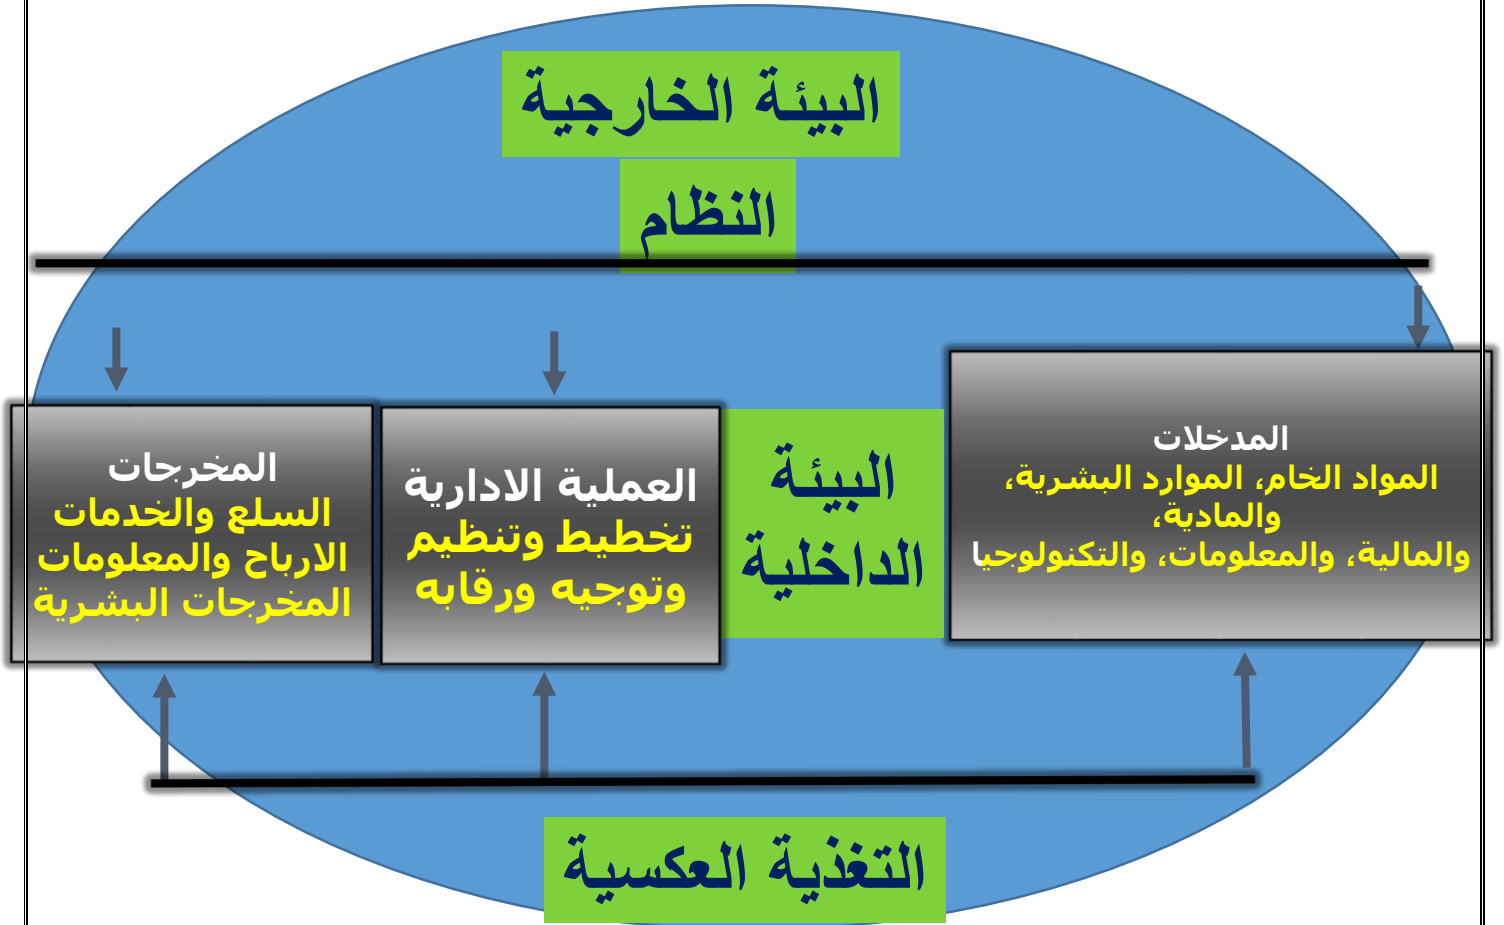 البيئة الخارجية
النظام
المدخلات
المواد الخام، الموارد البشرية،
والمادية،
والمالية، والمعلومات، والتكنولوجيا
البيئة
الداخلية
العملية الادارية
تخطيط وتنظيم
وتوجيه ورقابه
المخرجات
السلع والخدمات
الارباح والمعلومات
المخرجات البشرية
التغذية العكسية